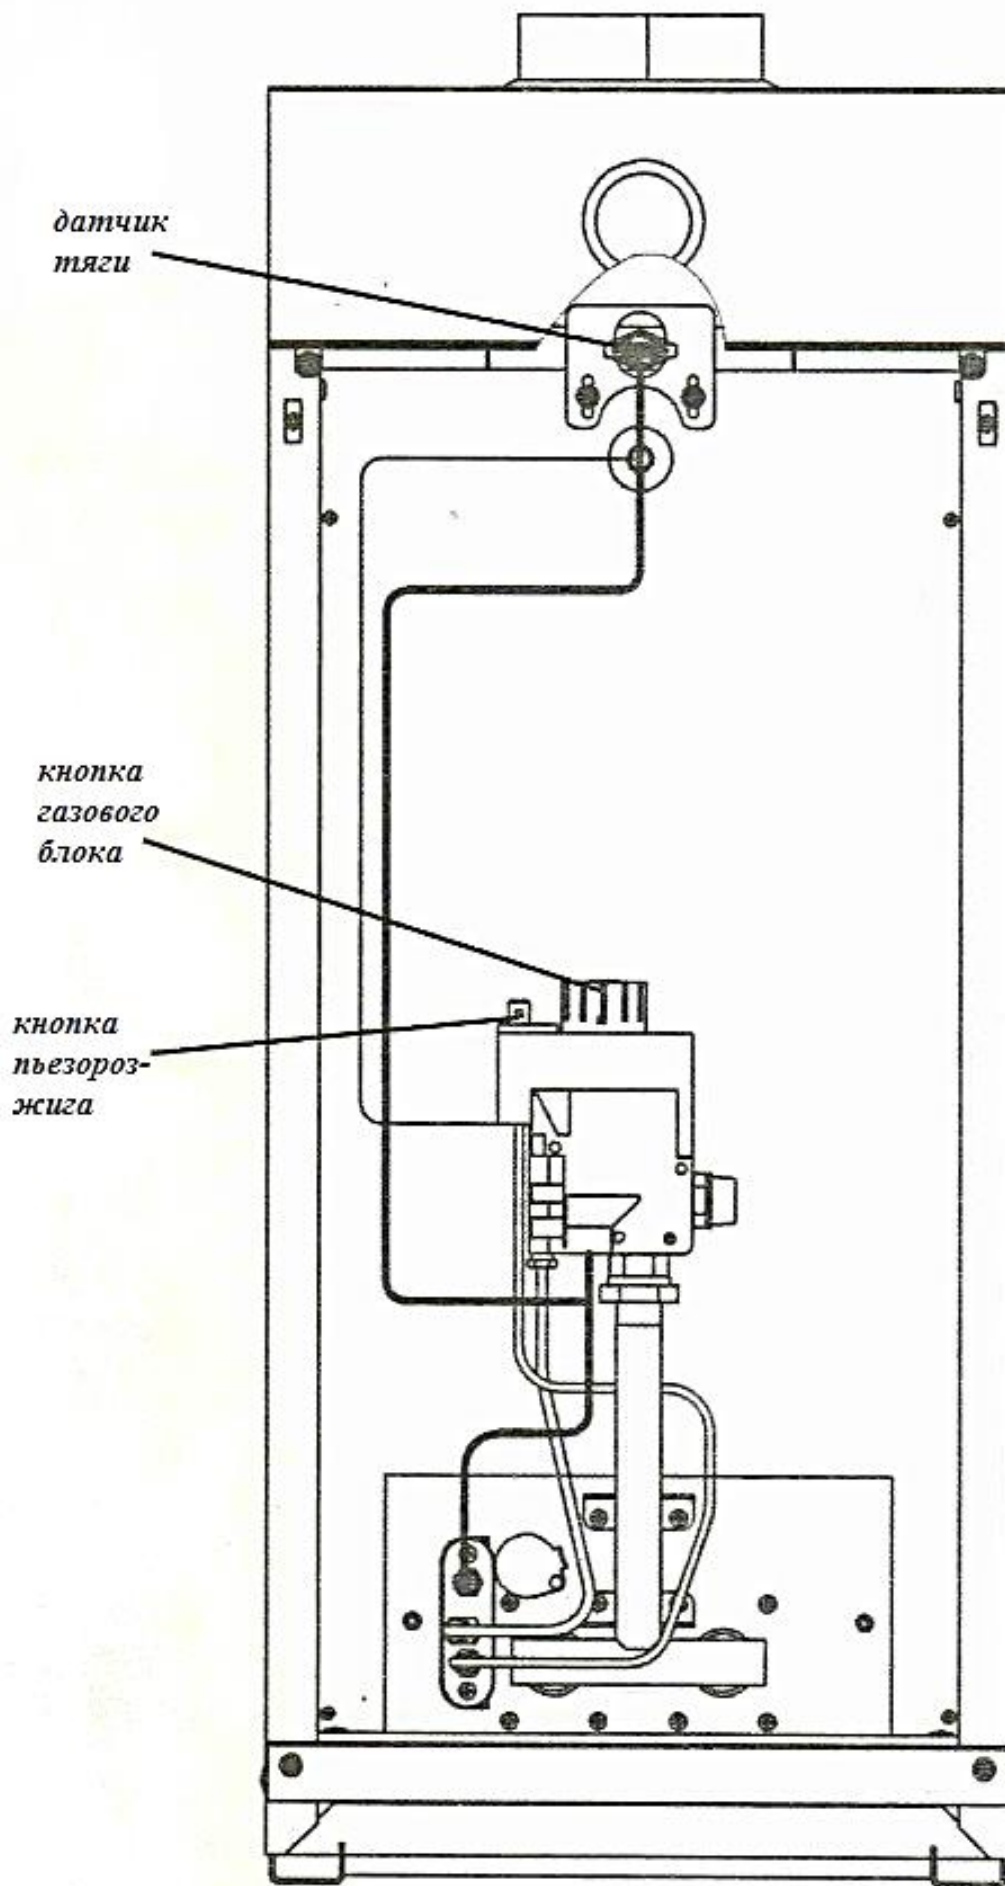 датчик
тяги
кнопка
газового
блока
кнопка
пьезороз-
жига